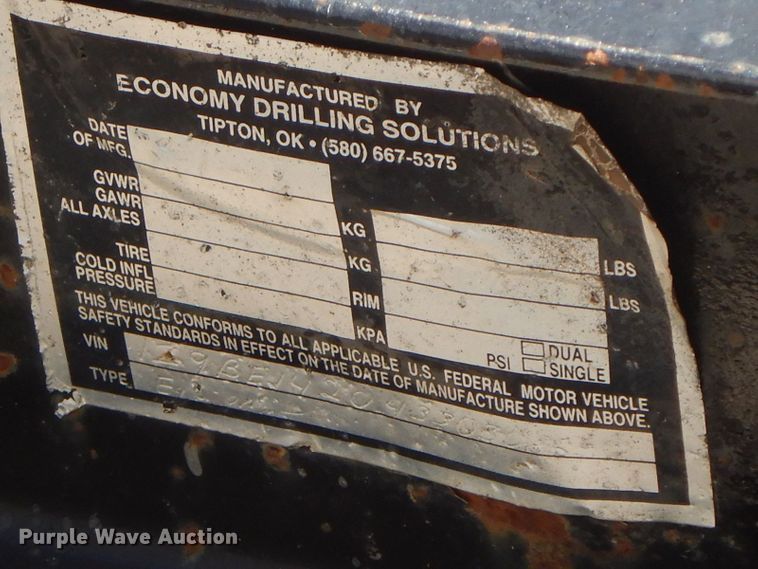 MANUFACTURED BY
ECONOMY DRILLING SOLUTIONS
TIPTON, OK • (580) 667-5375
DATE
OF MFG.
GVWR
GAWR
ALL AXLES
KG
LBS
KG
LBS
TIRE
RIM
COLD INFL
PRESSURE
KPA
PSI
DUAL
SINGLE
THIS VEHICLE CONFORMS TO ALL APPLICABLE U.S. FEDERAL MOTOR VEHICLE
SAFETY STANDARDS IN EFFECT ON THE DATE OF MANUFACTURE SHOWN ABOVE.
VIN
TYPE
Purple Wave Auction